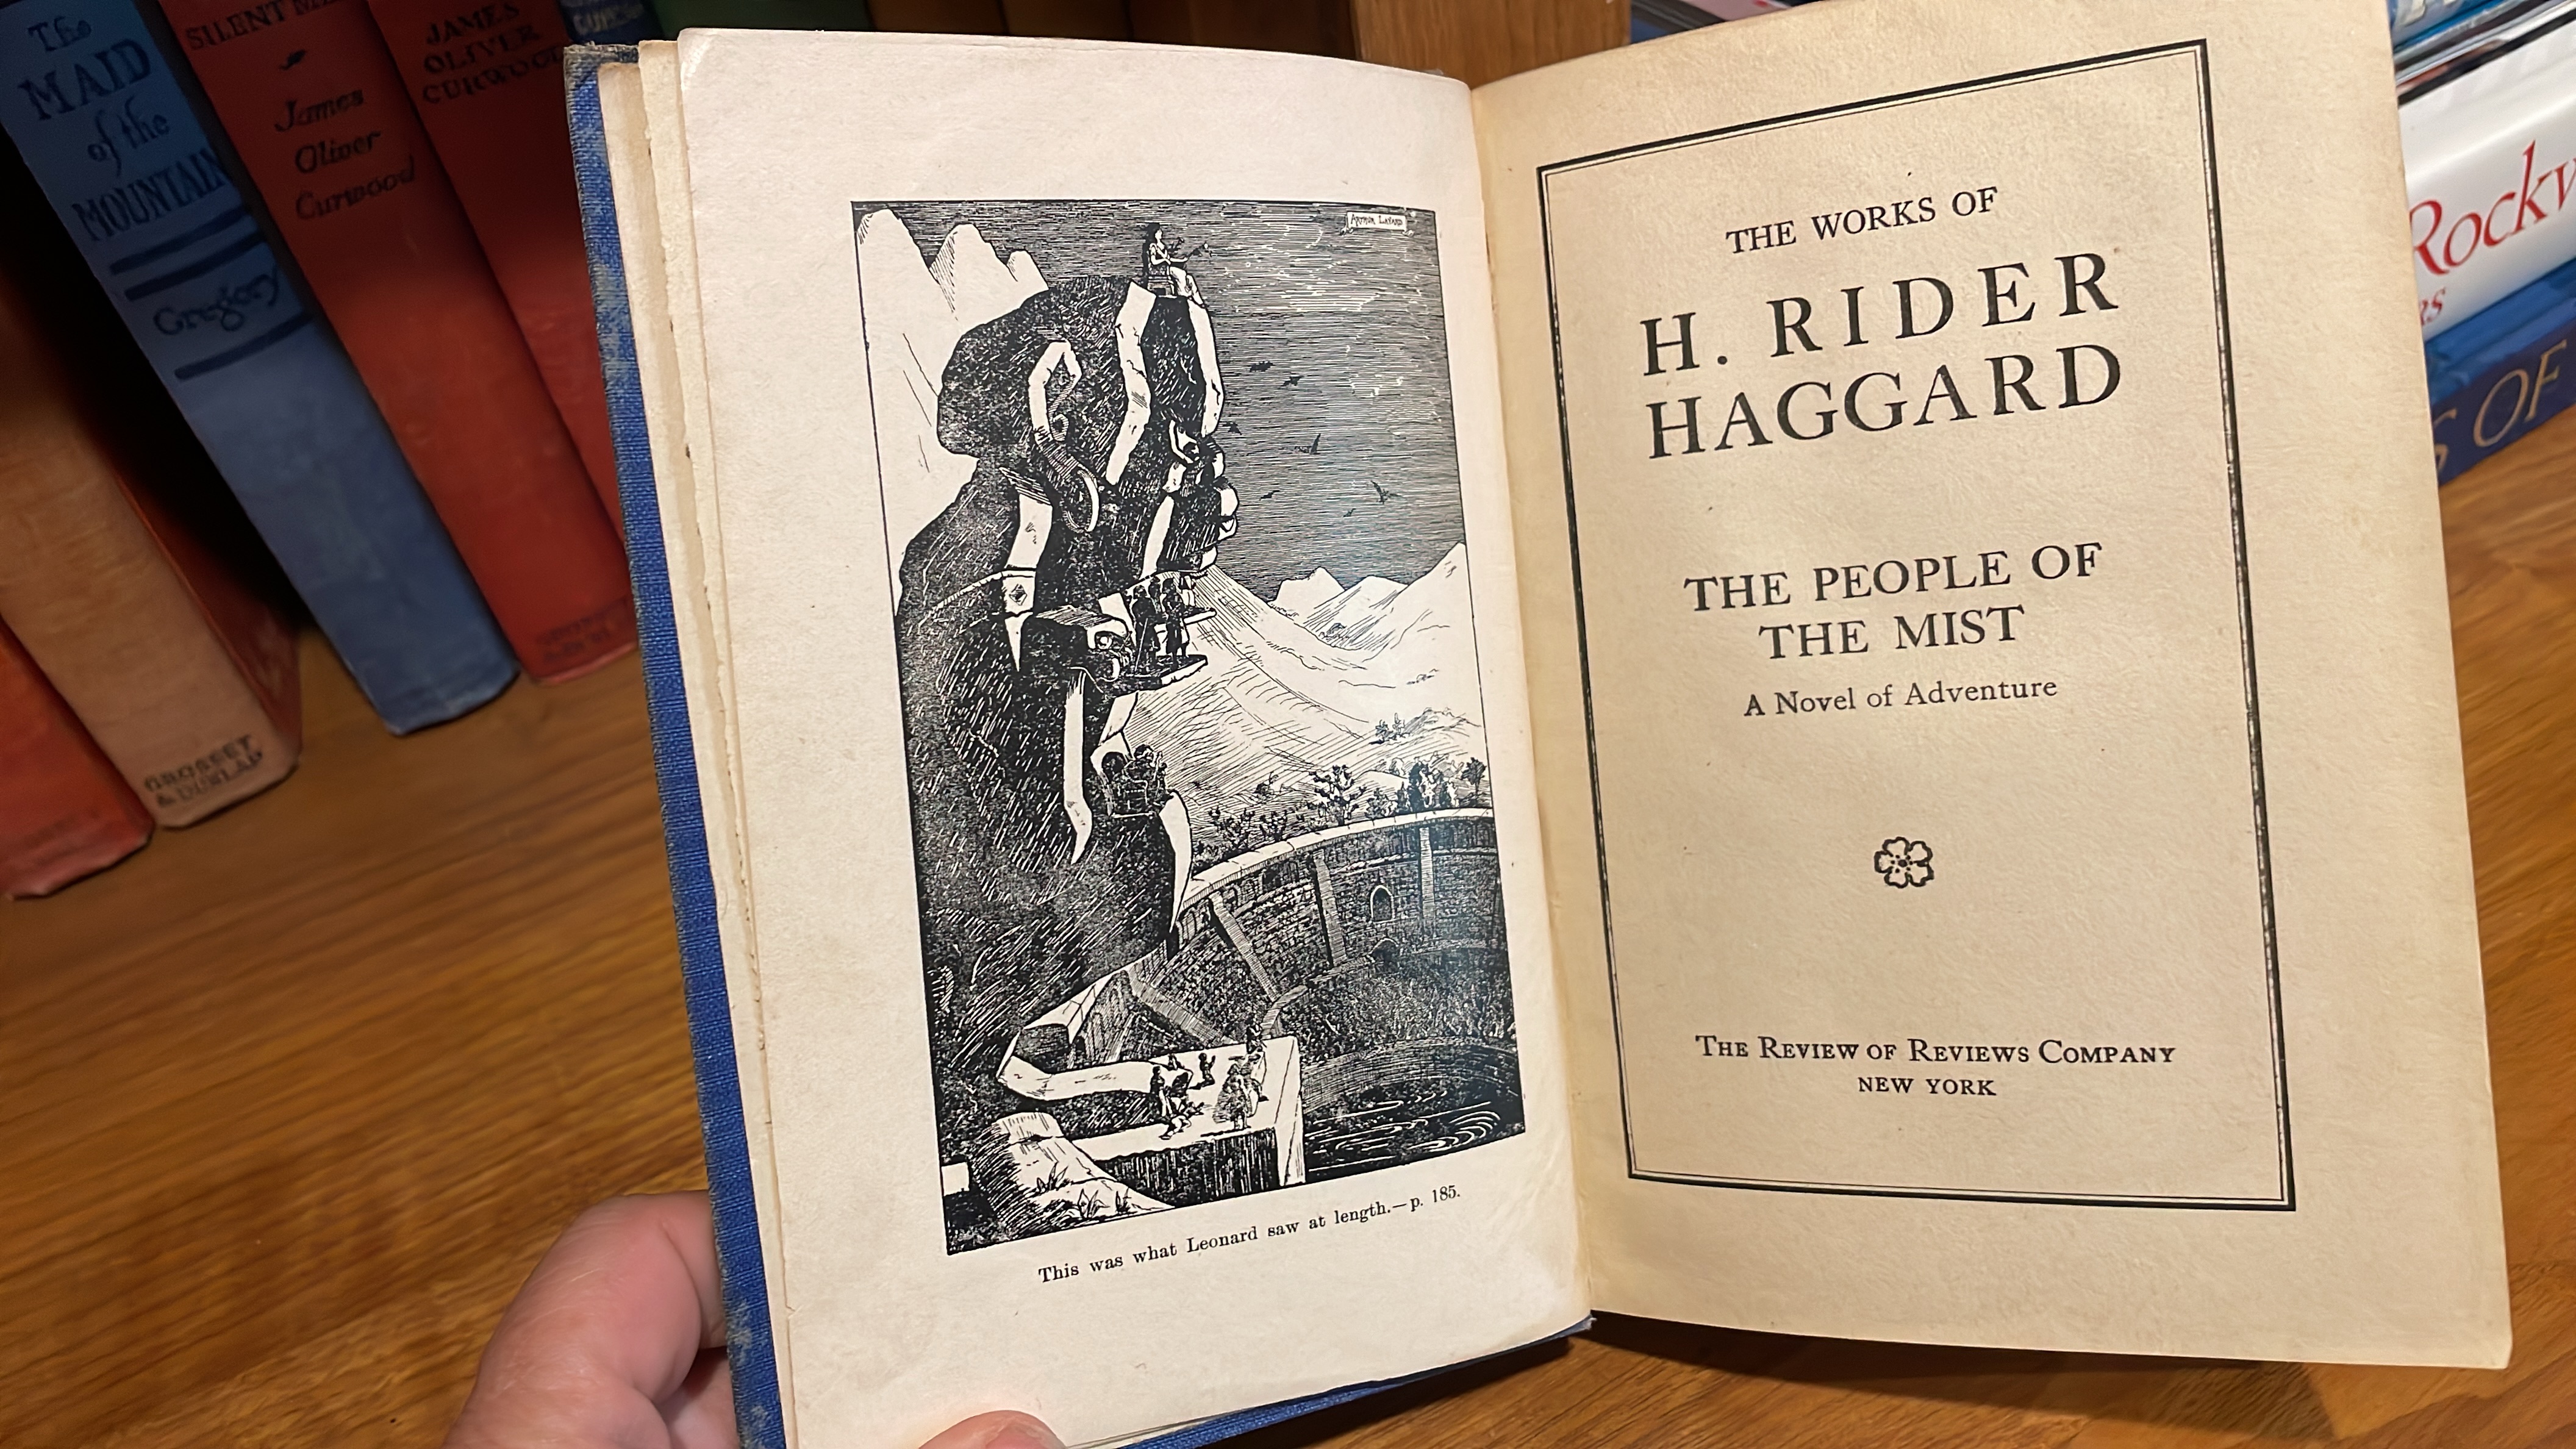 The
MAID
of the
MOUNTAIN
Gregory
SILENT
James
Oliver
Curwood
JAMES
OLIVER
CURWOOD
GROSSET
& DUNLAP
ARTHUR LAYARD
This was what Leonard saw at length.—p. 185.
THE WORKS OF
H. RIDER
HAGGARD
THE PEOPLE OF
THE MIST
A Novel of Adventure
THE REVIEW OF REVIEWS COMPANY
NEW YORK
Rockw
RS
S OF